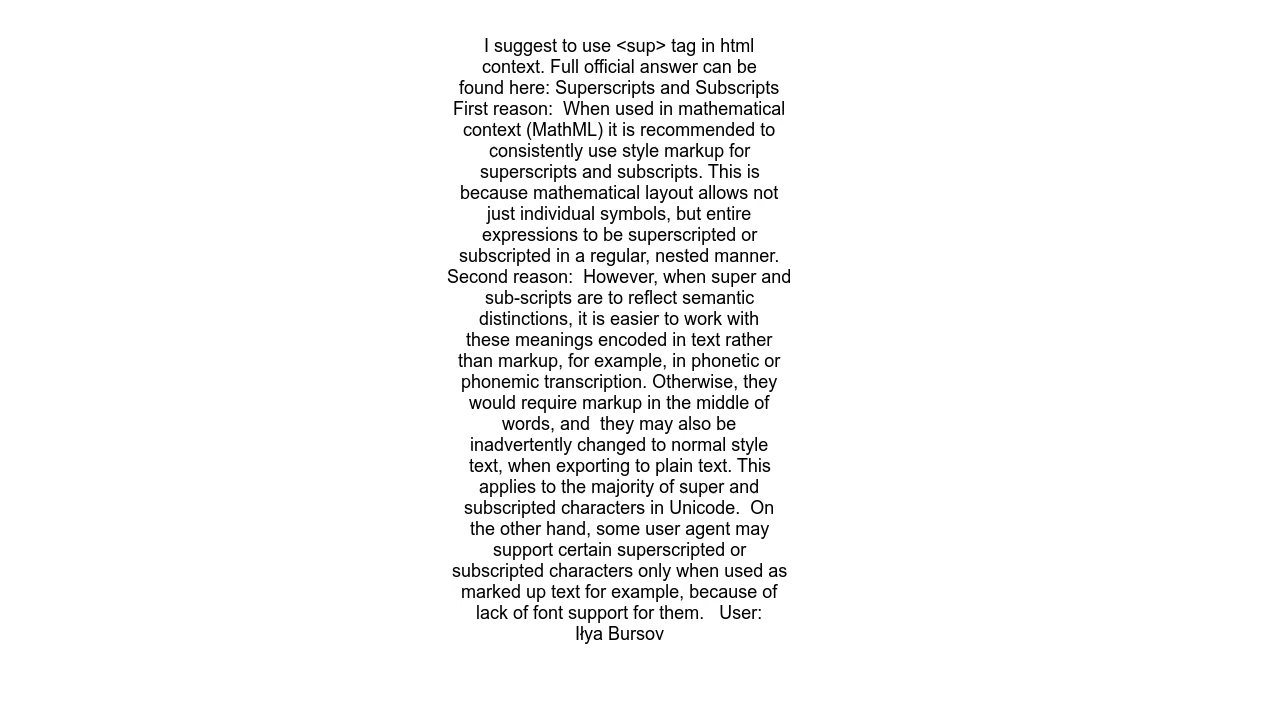 I suggest to use <sup> tag in html
context. Full official answer can be
found here: Superscripts and Subscripts
First reason:  When used in mathematical
context (MathML) it is recommended to
consistently use style markup for
superscripts and subscripts. This is
because mathematical layout allows not
just individual symbols, but entire
expressions to be superscripted or
subscripted in a regular, nested manner.
Second reason:  However, when super and
sub-scripts are to reflect semantic
distinctions, it is easier to work with
these meanings encoded in text rather
than markup, for example, in phonetic or
phonemic transcription. Otherwise, they
would require markup in the middle of
words, and  they may also be
inadvertently changed to normal style
text, when exporting to plain text. This
applies to the majority of super and
subscripted characters in Unicode.  On
the other hand, some user agent may
support certain superscripted or
subscripted characters only when used as
marked up text for example, because of
lack of font support for them.   User:
Iłya Bursov